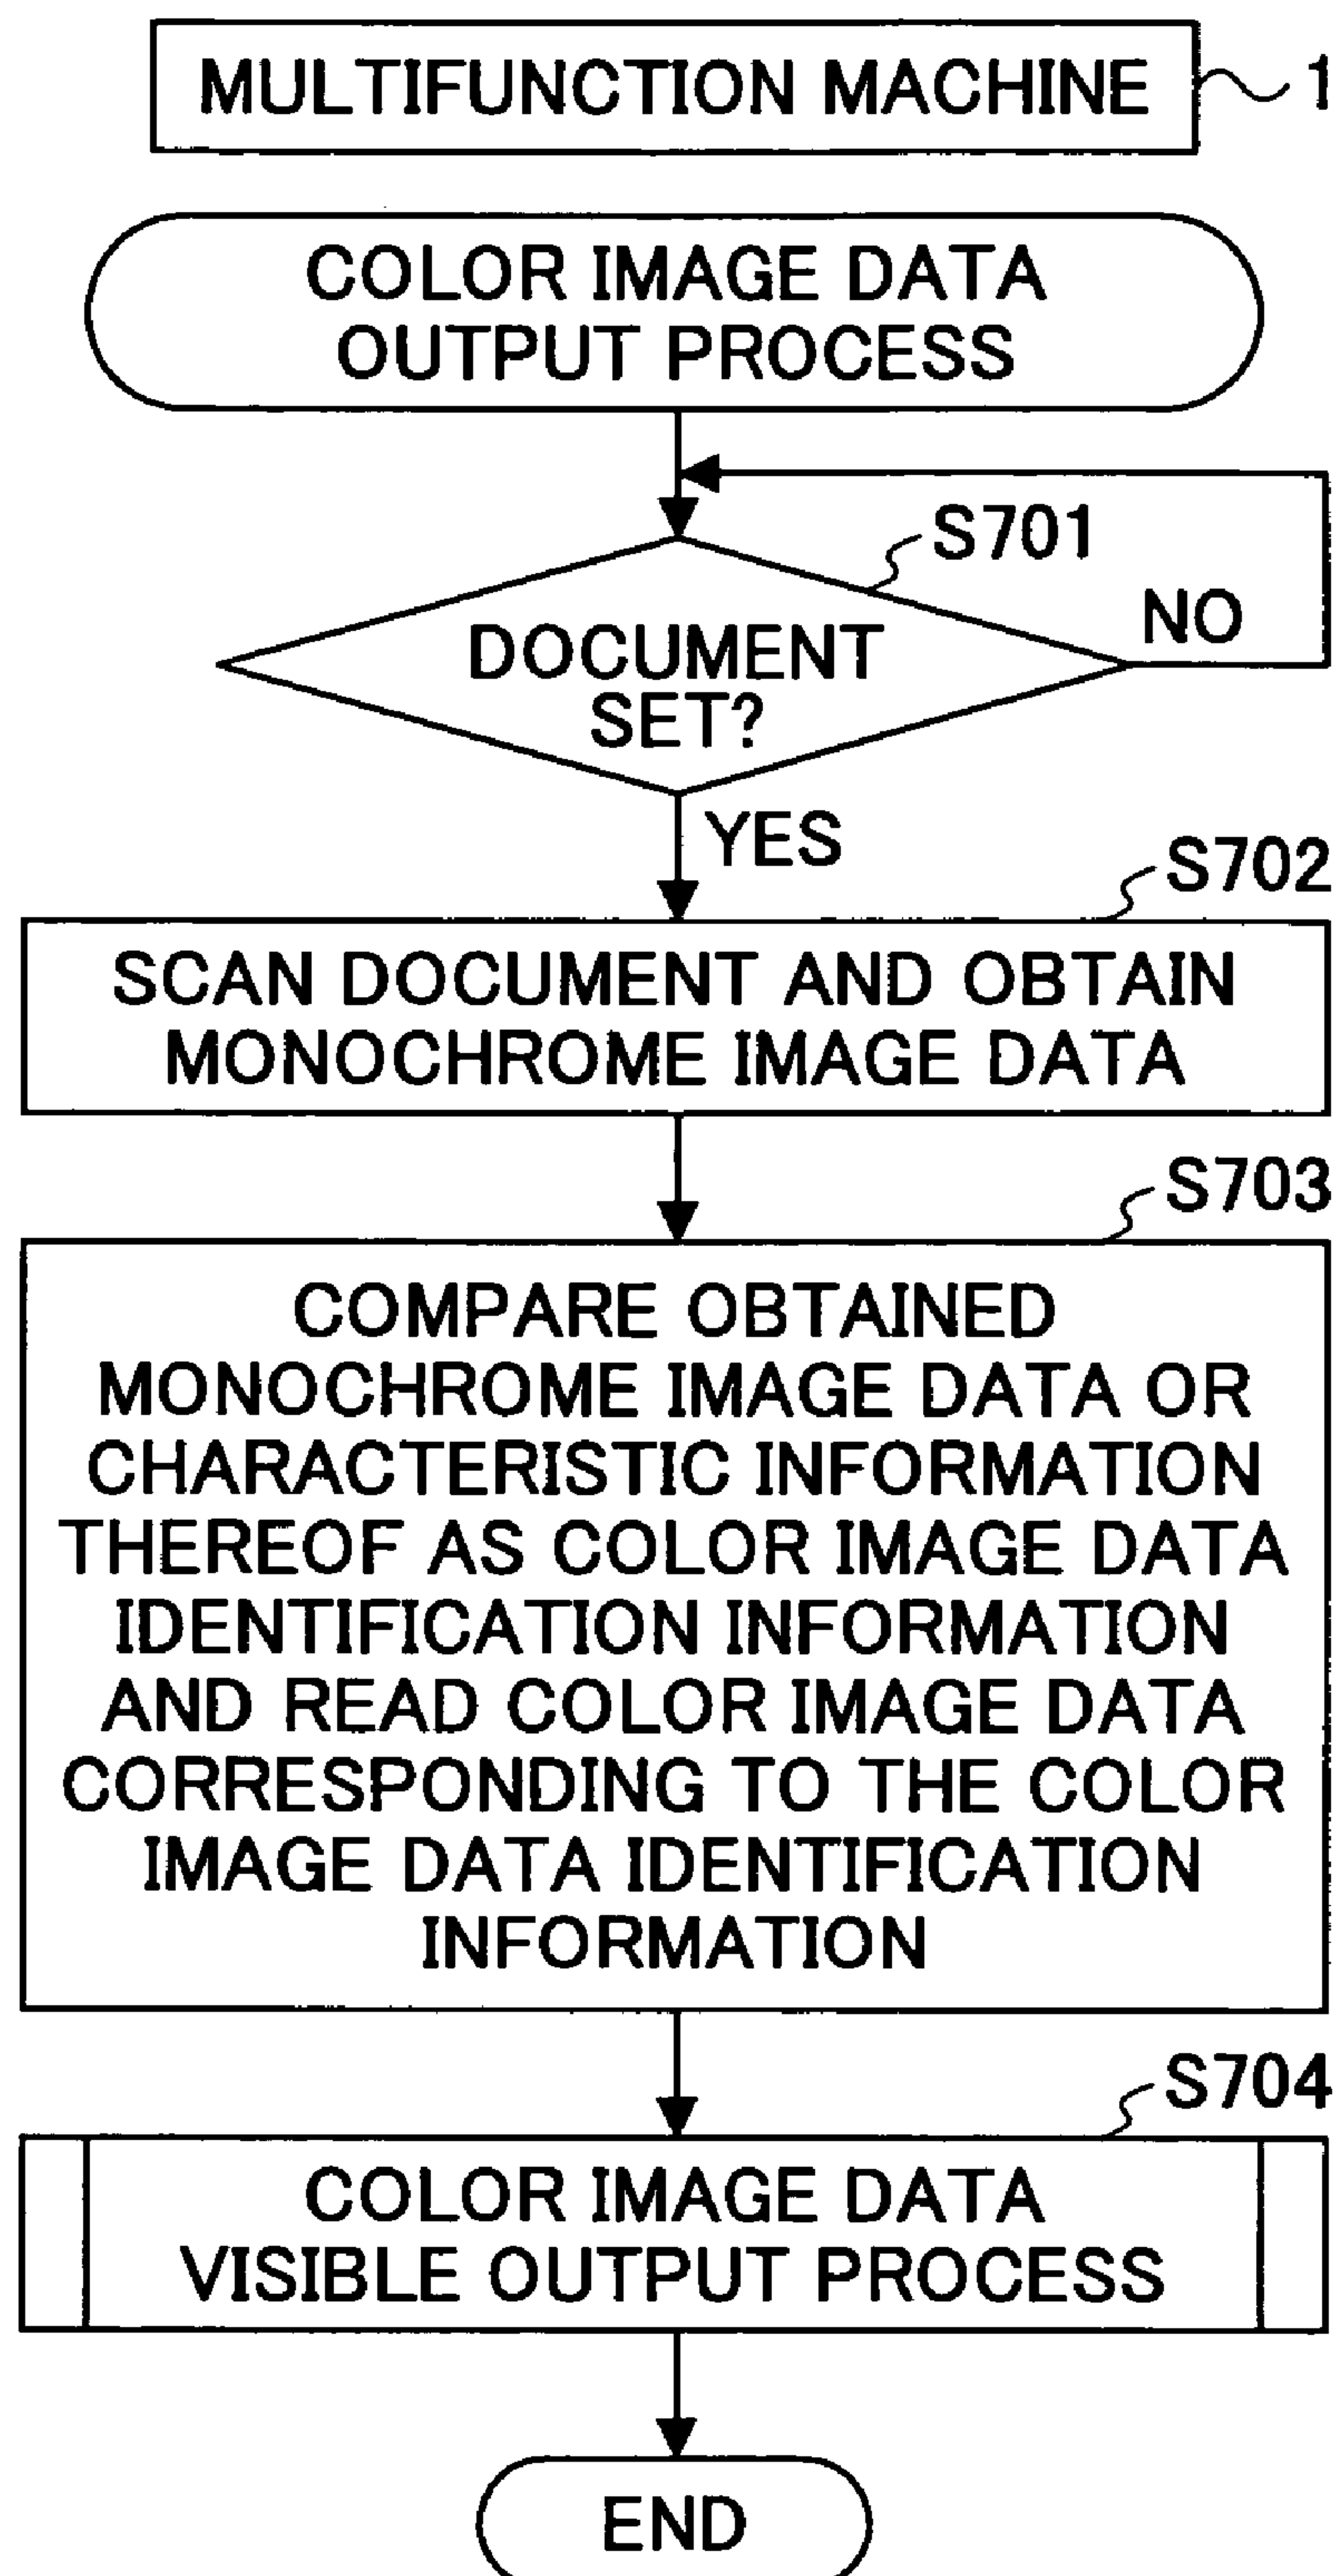 MULTIFUNCTION MACHINE 1
COLOR IMAGE DATA
OUTPUT PROCESS
S701
NO
DOCUMENT
SET?
YES
S702
SCAN DOCUMENT AND OBTAIN
MONOCHROME IMAGE DATA
S703
COMPARE OBTAINED
MONOCHROME IMAGE DATA OR
CHARACTERISTIC INFORMATION
THEREOF AS COLOR IMAGE DATA
IDENTIFICATION INFORMATION
AND READ COLOR IMAGE DATA
CORRESPONDING TO THE COLOR
IMAGE DATA IDENTIFICATION
INFORMATION
S704
COLOR IMAGE DATA
VISIBLE OUTPUT PROCESS
END